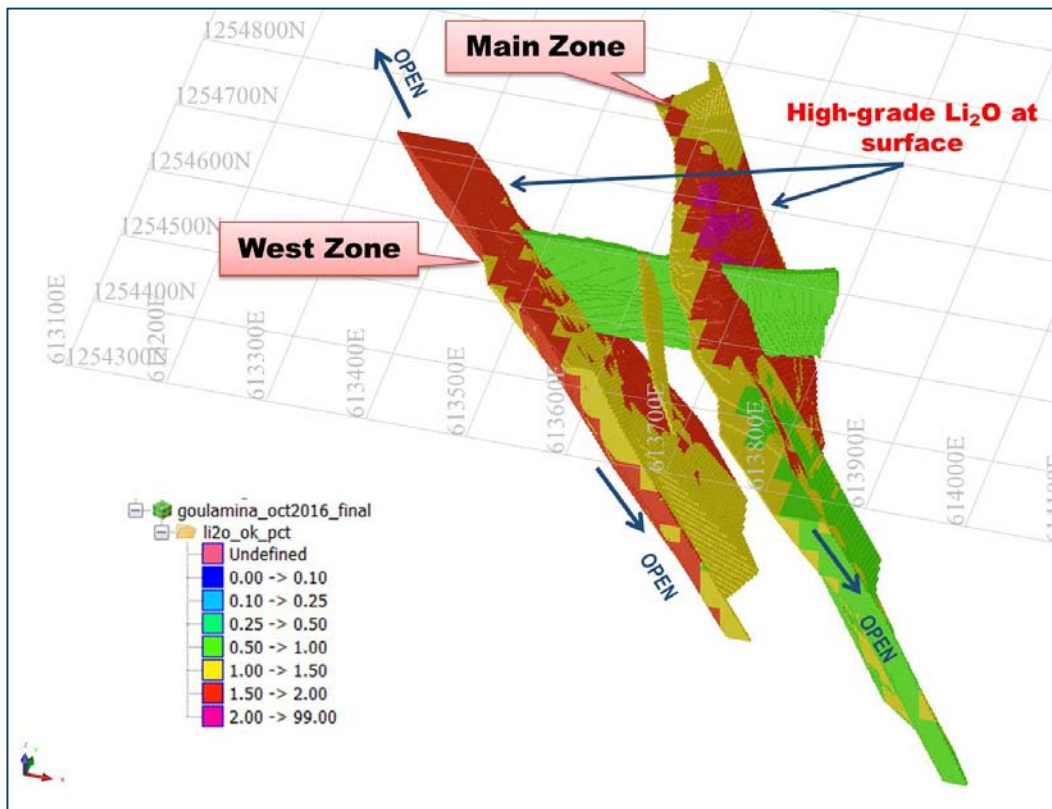 1254800N
1254700N
1254600N
1254500N
1254400N
1254300N
OPEN
Main Zone
High-grade Li₂O at
surface
West Zone
613100E
613200E
613300E
613400E
613500E
613600E
613700E
613800E
613900E
614000E
OPEN
OPEN
goulamina_oct2016_final
li2o_ok_pct
Undefined
0.00 -> 0.10
0.10 -> 0.25
0.25 -> 0.50
0.50 -> 1.00
1.00 -> 1.50
1.50 -> 2.00
2.00 -> 99.00